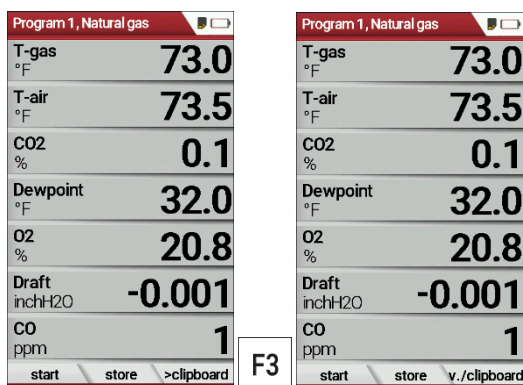 Program 1, Natural gas
T-gas
°F
73.0
T-air
°F
73.5
CO2
%
0.1
Dewpoint
°F
32.0
O2
%
20.8
Draft
inchH2O
-0.001
CO
ppm
1
start store >clipboard
F3
Program 1, Natural gas
T-gas
°F
73.0
T-air
°F
73.5
CO2
%
0.1
Dewpoint
°F
32.0
O2
%
20.8
Draft
inchH2O
-0.001
CO
ppm
1
start store v./clipboard